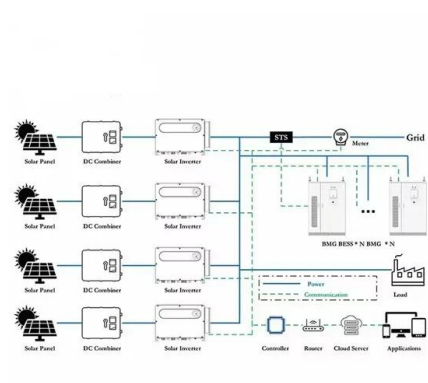 STS
Meter
Grid
Solar Panel
DC Combiner
Solar Inverter
Solar Panel
DC Combiner
Solar Inverter
BMG BESS * N BMG * N
Solar Panel
DC Combiner
Solar Inverter
Power
Communication
Load
Solar Panel
DC Combiner
Solar Inverter
Controller
Router
Cloud Server
Applications